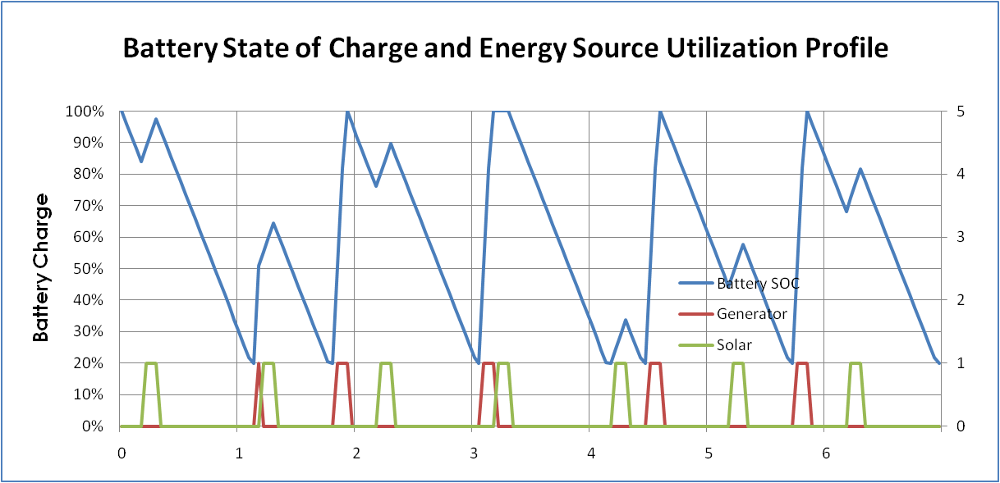 Battery State of Charge and Energy Source Utilization Profile
100%
90%
80%
70%
60%
50%
40%
30%
20%
10%
0%
Battery Charge
5
4
3
2
1
0
Battery SOC
Generator
Solar
0 1 2 3 4 5 6